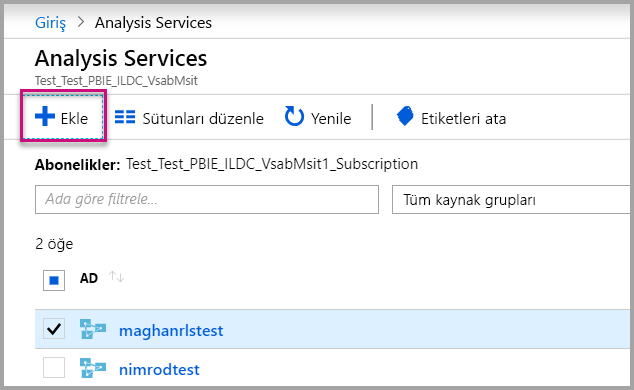 Giriş > Analysis Services
Analysis Services
Test_Test_PBIE_ILDC_VsabMsit
Ekle Sütunları düzenle Yenile Etiketleri ata
Abonelikler: Test_Test_PBIE_ILDC_VsabMsit1_Subscription
Ada göre filtrele... Tüm kaynak grupları
2 öğe
AD
maghanrlstest
nimrodtest